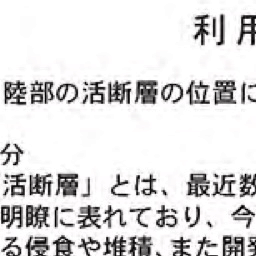 利用
陸部の活断層の位置に
分
活断層」とは、最近数
明瞭に表れており、今
る侵食や堆積、また開発